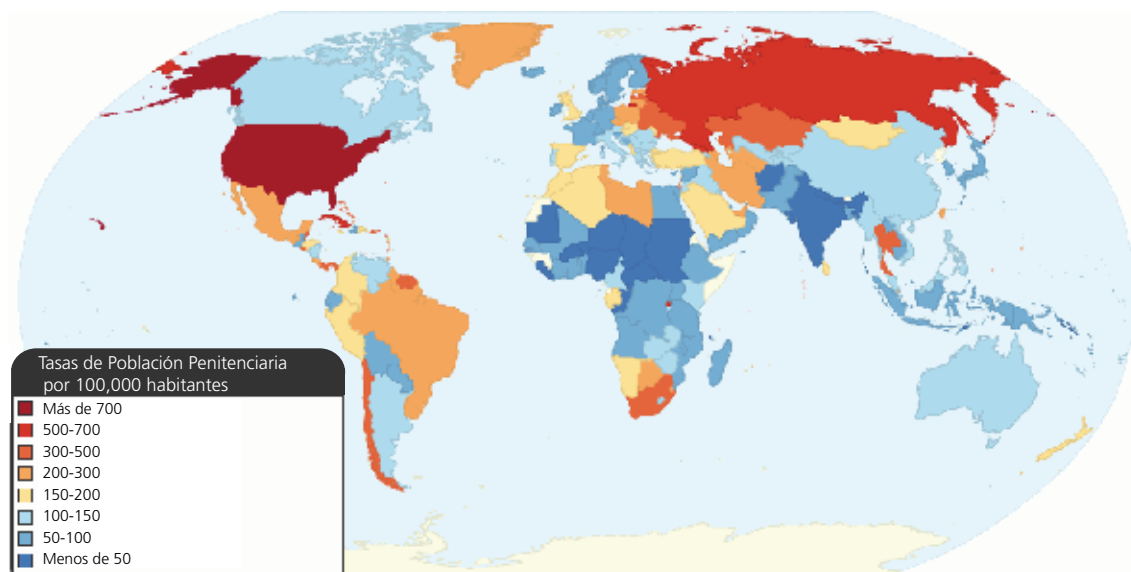 Tasas de Población Penitenciaria
por 100,000 habitantes
Más de 700
500-700
300-500
200-300
150-200
100-150
50-100
Menos de 50